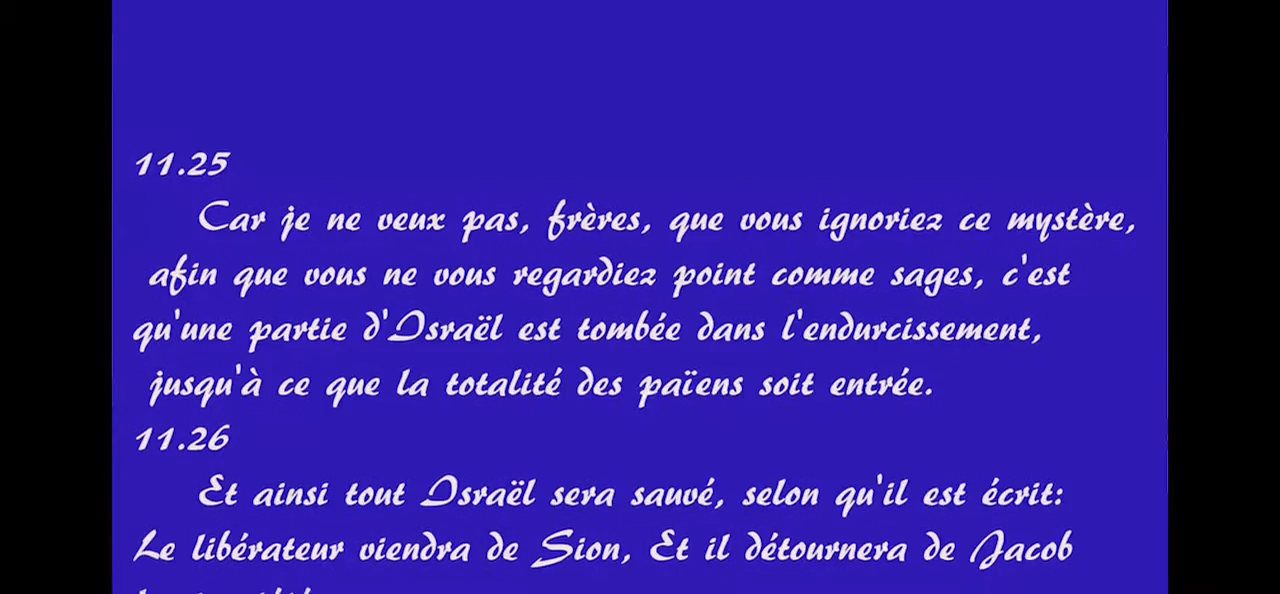 11.25
Car je ne veux pas, frères, que vous ignoriez ce mystère,
afin que vous ne vous regardiez point comme sages, c'est
qu'une partie d'Israël est tombée dans l'endurcissement,
jusqu'à ce que la totalité des païens soit entrée.
11.26
Et ainsi tout Israël sera sauvé, selon qu'il est écrit:
Le libérateur viendra de Sion, Et il détournera de Jacob